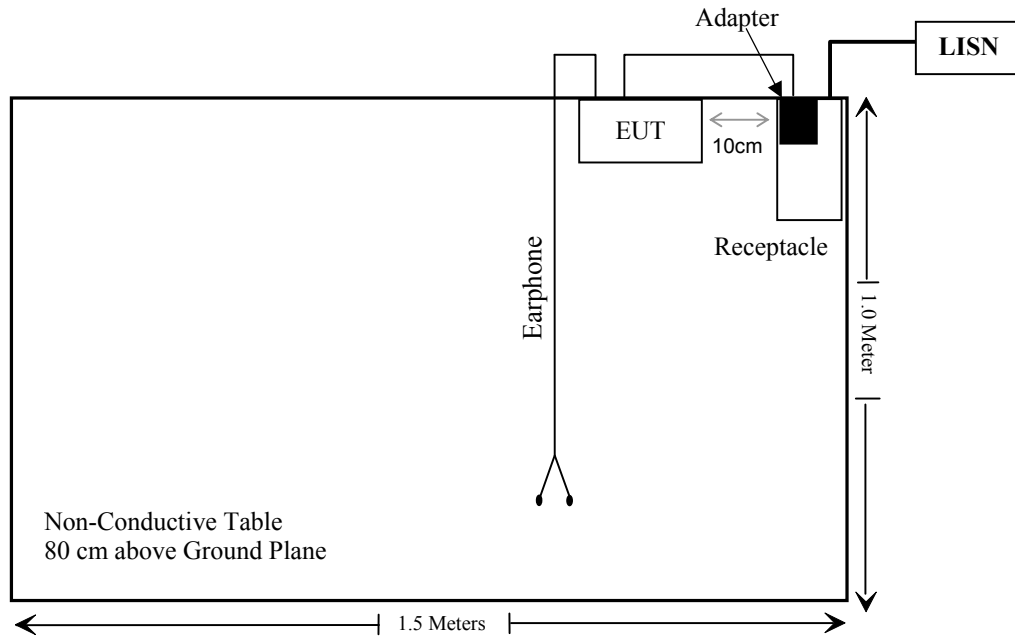 Adapter
LISN
EUT
10cm
Receptacle
Earphone
1.0 Meter
Non-Conductive Table
80 cm above Ground Plane
1.5 Meters